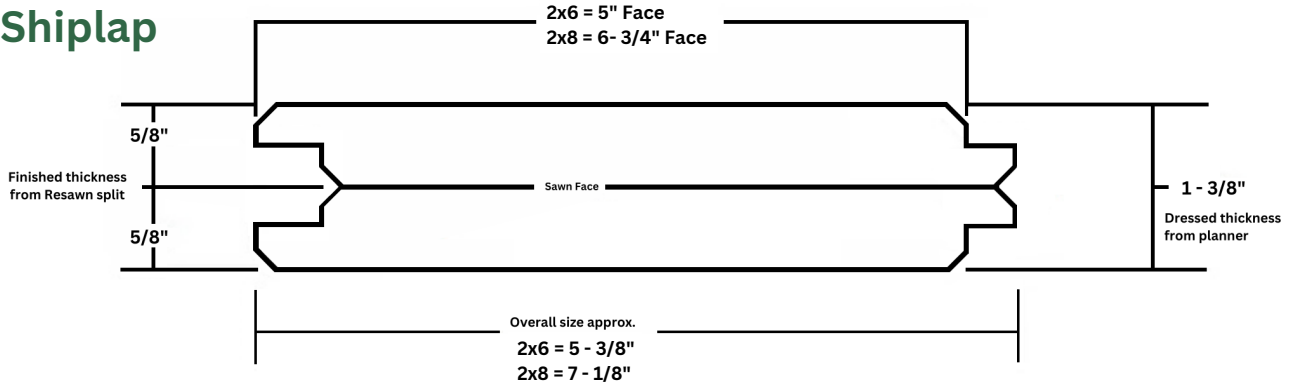 Shiplap
2x6 = 5" Face
2x8 = 6- 3/4" Face
5/8"
Finished thickness
from Resawn split
5/8"
Sawn Face
1 - 3/8"
Dressed thickness
from planner
Overall size approx.
2x6 = 5 - 3/8"
2x8 = 7 - 1/8"